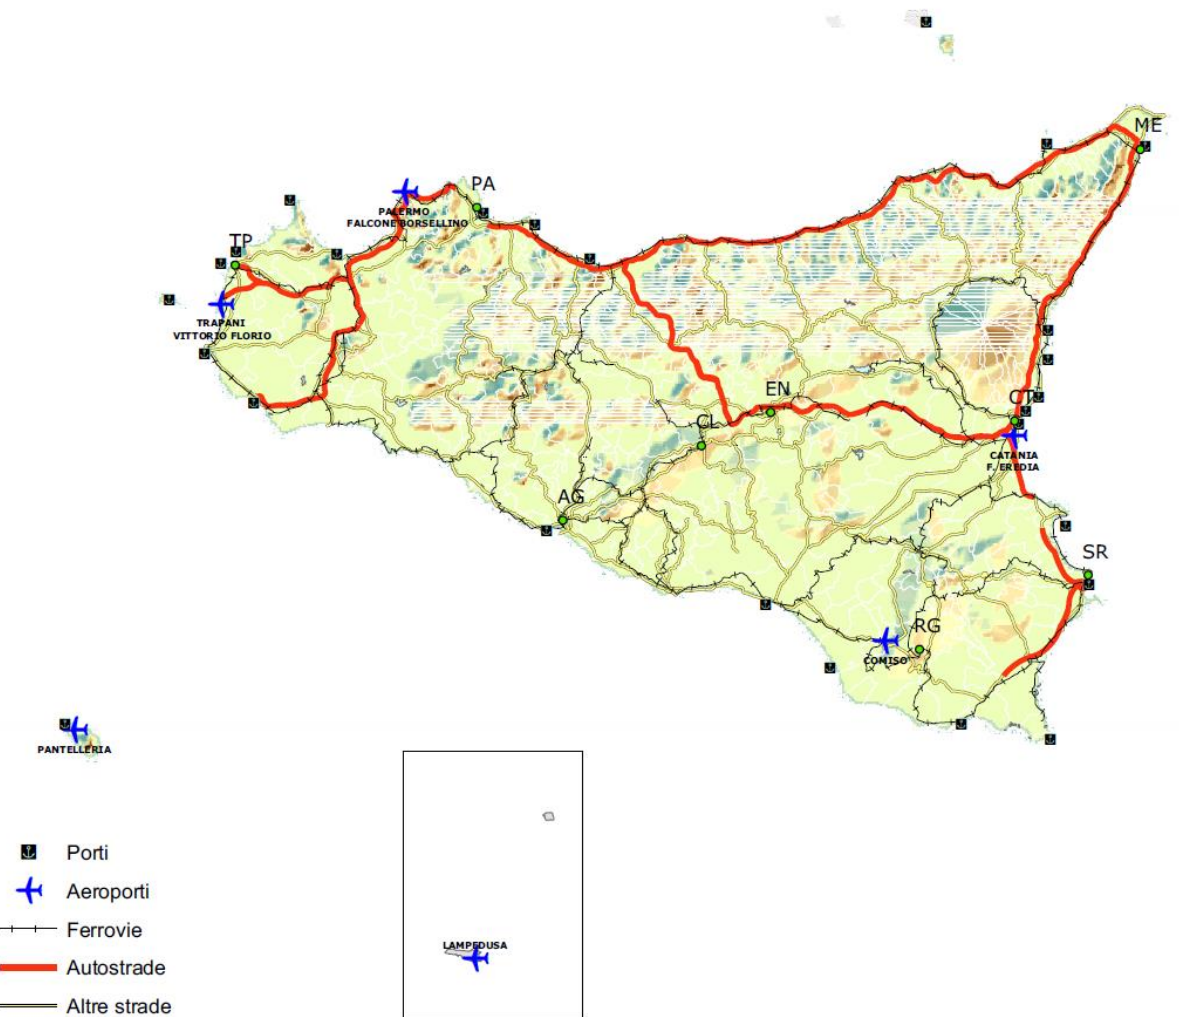 ME
PA
PALERMO
FALCONE BORSELLINO
TP
TRAPANI
VITTORIO FLORIO
EN
CT
CL
CATANIA
F. EREDIA
AG
SR
RG
COMISO
PANTELLERIA
LAMPEDUSA
Porti
Aeroporti
Ferrovie
Autostrade
Altre strade